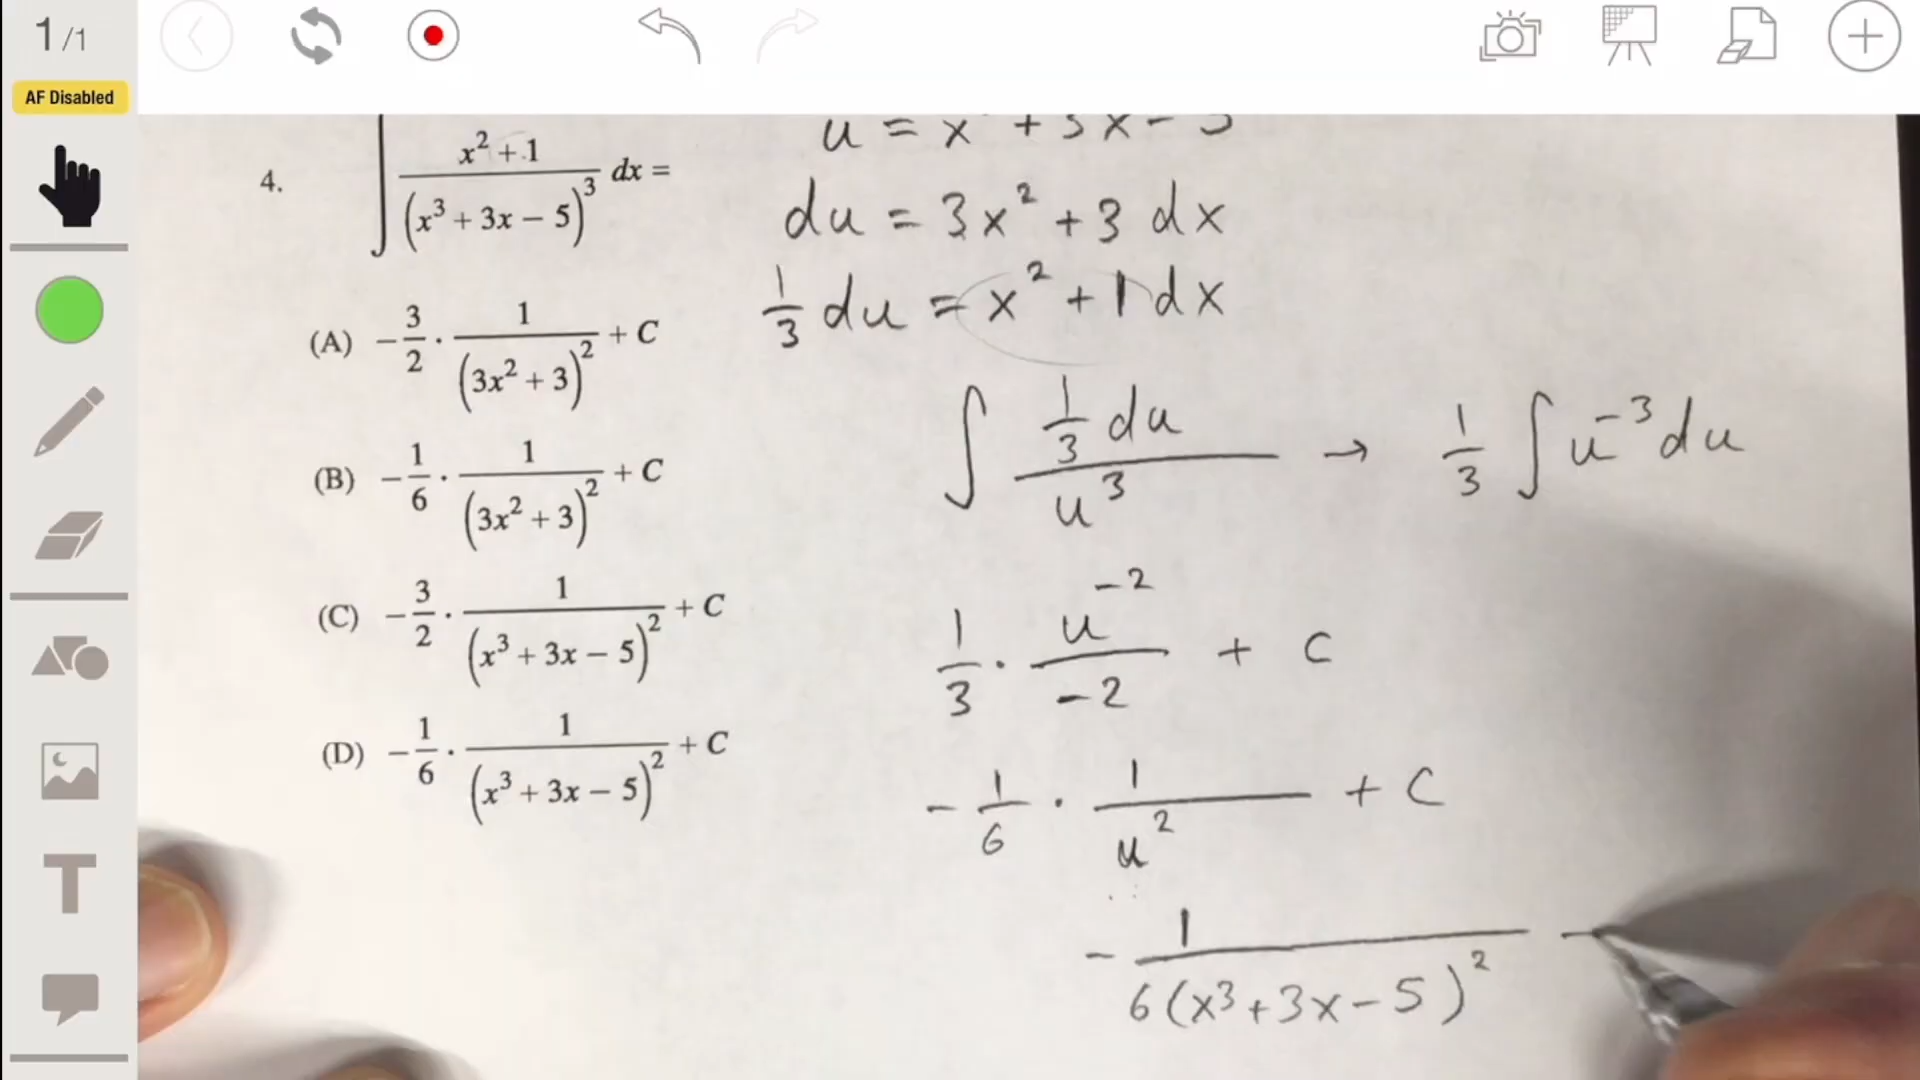 1/1
AF Disabled
4. ∫ (x² + 1)/(x³ + 3x − 5)³ dx =
(A) −3/2 · 1/(3x² + 3)² + C
(B) −1/6 · 1/(3x² + 3)² + C
(C) −3/2 · 1/(x³ + 3x − 5)² + C
(D) −1/6 · 1/(x³ + 3x − 5)² + C
du = 3x² + 3 dx
1/3 du = x² + 1 dx
∫ (1/3 du)/u³ → 1/3 ∫ u⁻³ du
1/3 · u⁻²/−2 + C
−1/6 · 1/u² + C
−1/6(x³ + 3x − 5)²
T